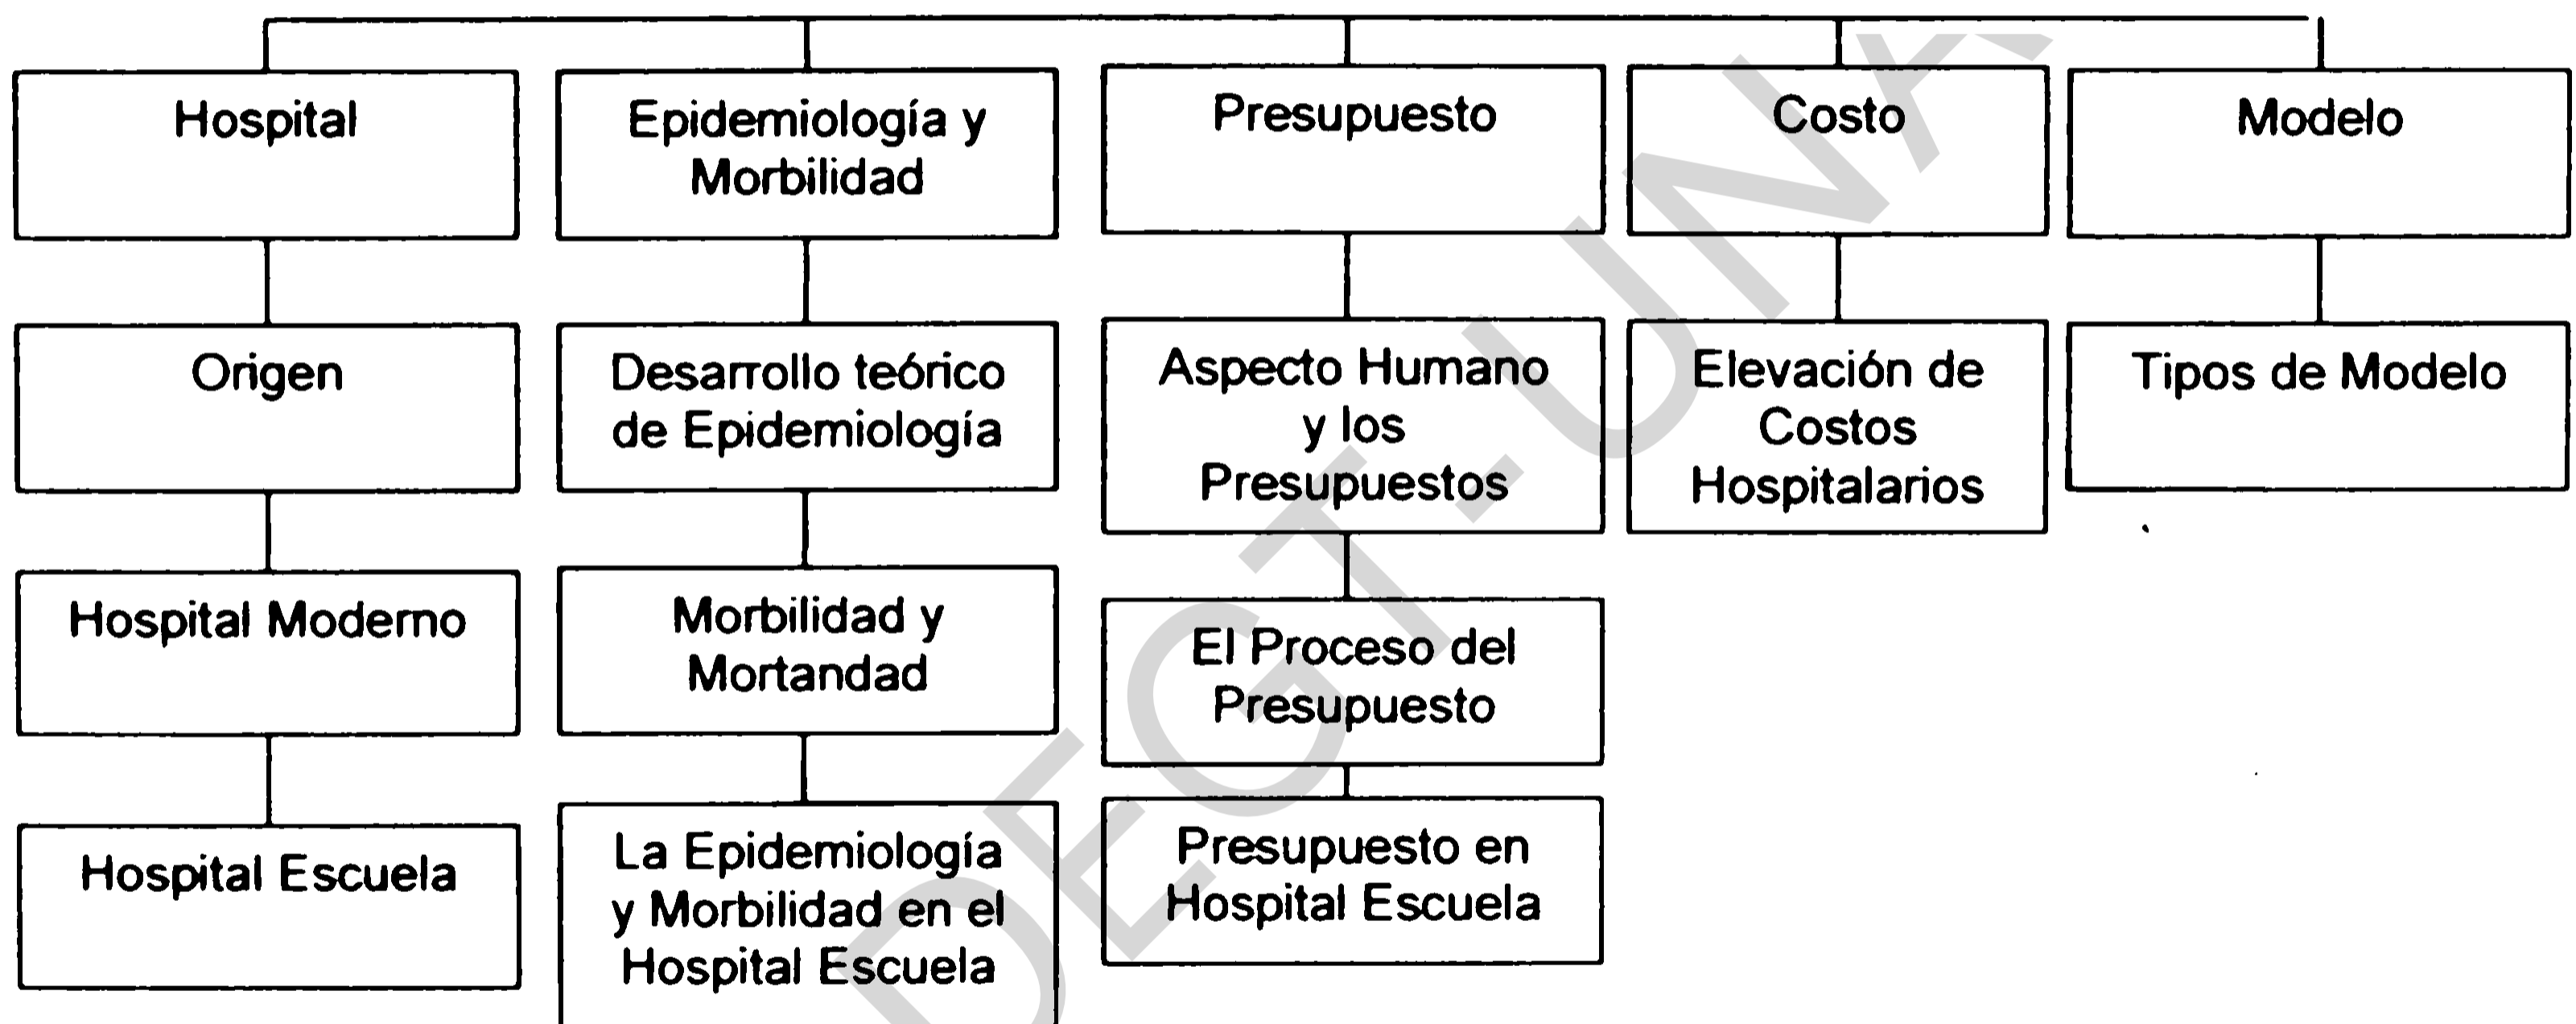 Hospital
Epidemiología y
Morbilidad
Presupuesto
Costo
Modelo
Origen
Desarrollo teórico
de Epidemiología
Aspecto Humano
y los
Presupuestos
Elevación de
Costos
Hospitalarios
Tipos de Modelo
Hospital Moderno
Morbilidad y
Mortandad
El Proceso del
Presupuesto
Hospital Escuela
La Epidemiología
y Morbilidad en el
Hospital Escuela
Presupuesto en
Hospital Escuela